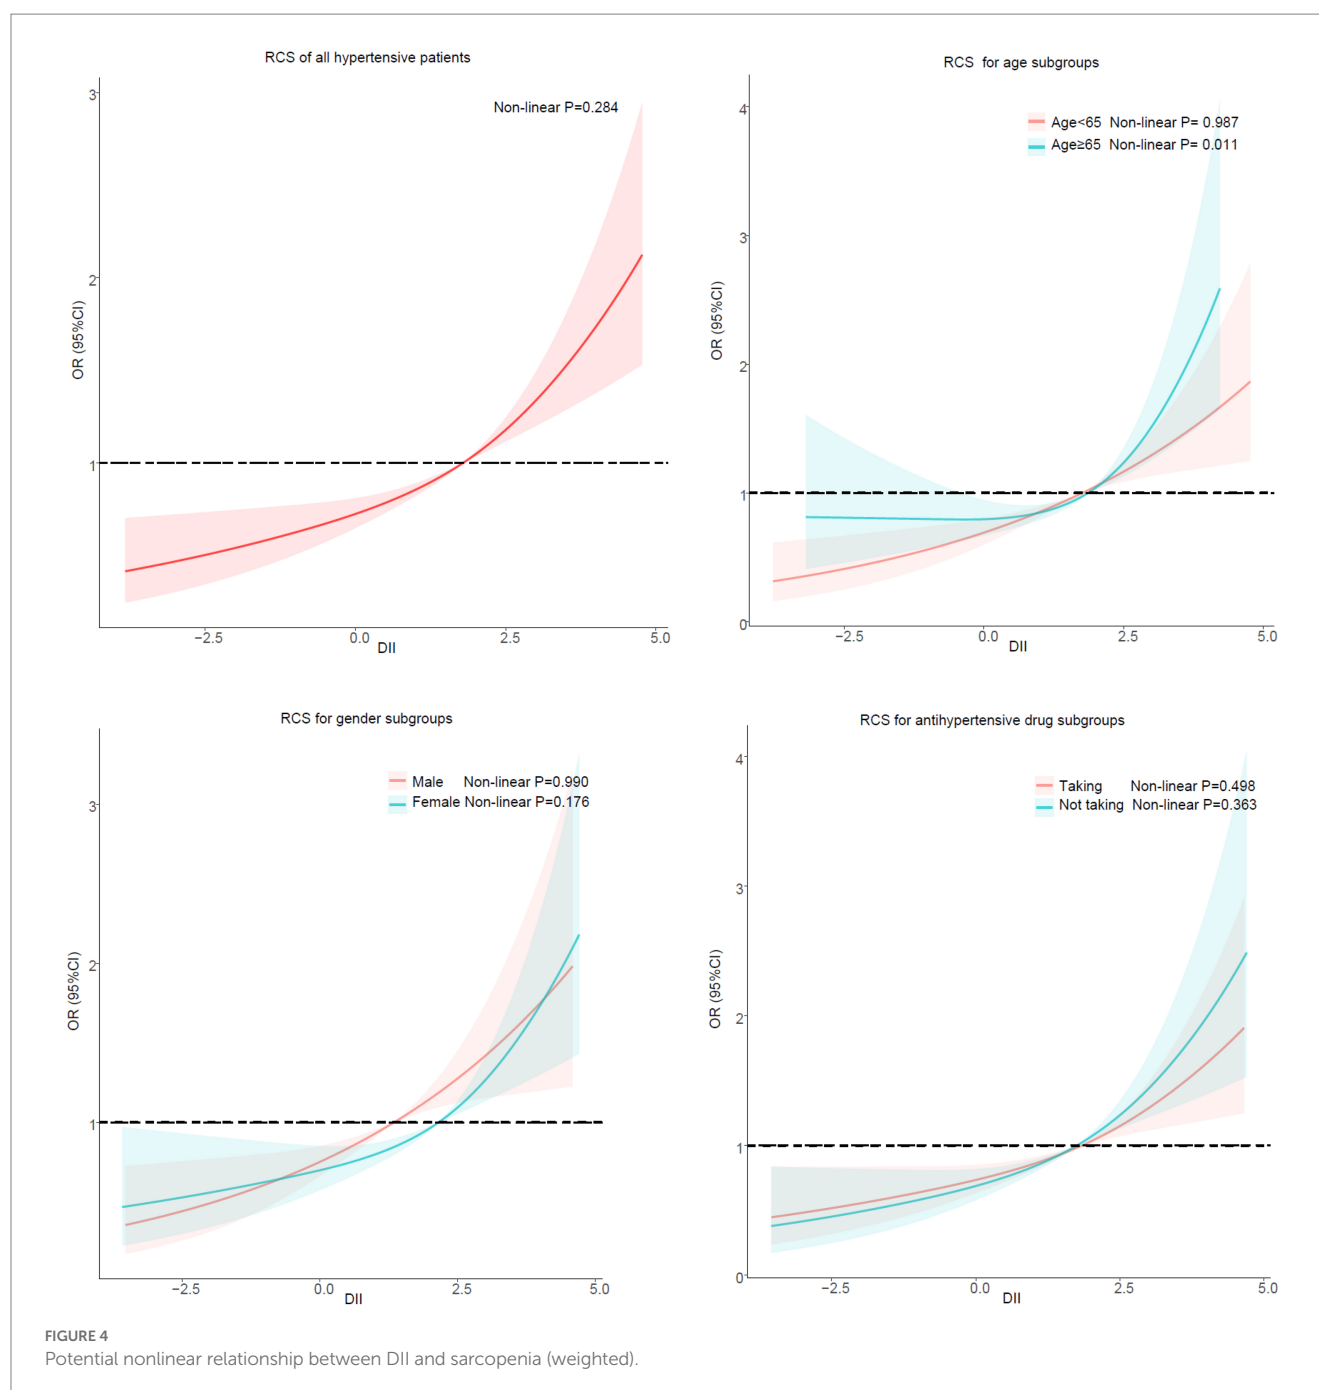 RCS of all hypertensive patients
Non-linear P=0.284
3
2
1
OR (95%CI)
−2.5 0.0 2.5 5.0
DII
RCS for age subgroups
Age<65 Non-linear P= 0.987
Age≥65 Non-linear P= 0.011
4
3
2
1
0
OR (95%CI)
−2.5 0.0 2.5 5.0
DII
RCS for gender subgroups
Male Non-linear P=0.990
Female Non-linear P=0.176
3
2
1
OR (95%CI)
−2.5 0.0 2.5 5.0
DII
RCS for antihypertensive drug subgroups
Taking Non-linear P=0.498
Not taking Non-linear P=0.363
4
3
2
1
0
OR (95%CI)
−2.5 0.0 2.5 5.0
DII
FIGURE 4
Potential nonlinear relationship between DII and sarcopenia (weighted).